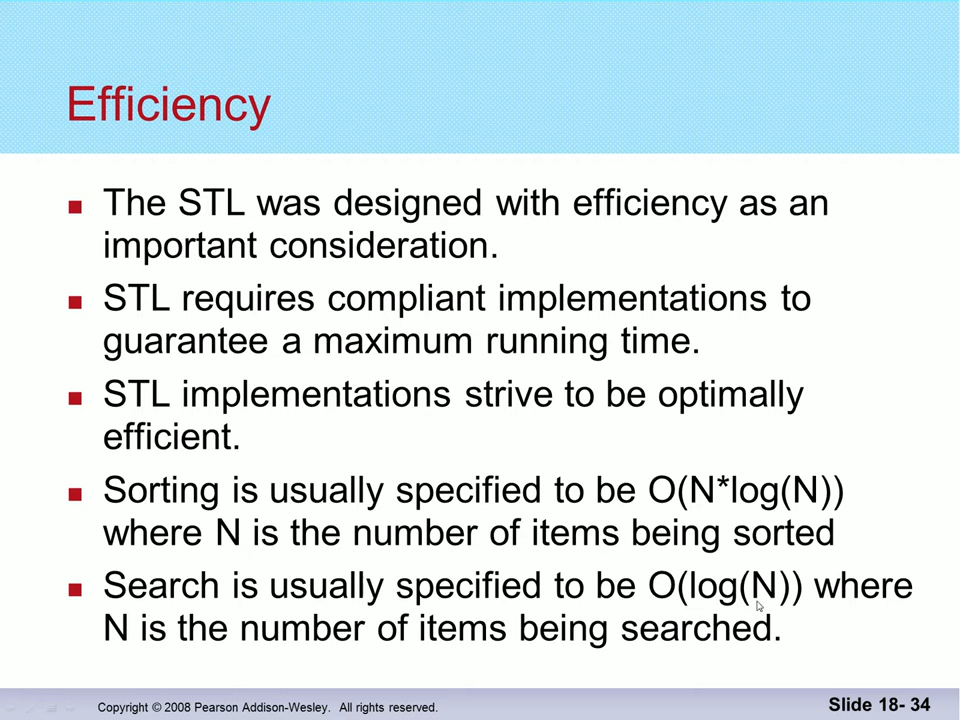 Efficiency
The STL was designed with efficiency as an
important consideration.
STL requires compliant implementations to
guarantee a maximum running time.
STL implementations strive to be optimally
efficient.
Sorting is usually specified to be O(N*log(N))
where N is the number of items being sorted
Search is usually specified to be O(log(N)) where
N is the number of items being searched.
Copyright © 2008 Pearson Addison-Wesley. All rights reserved.
Slide 18- 34